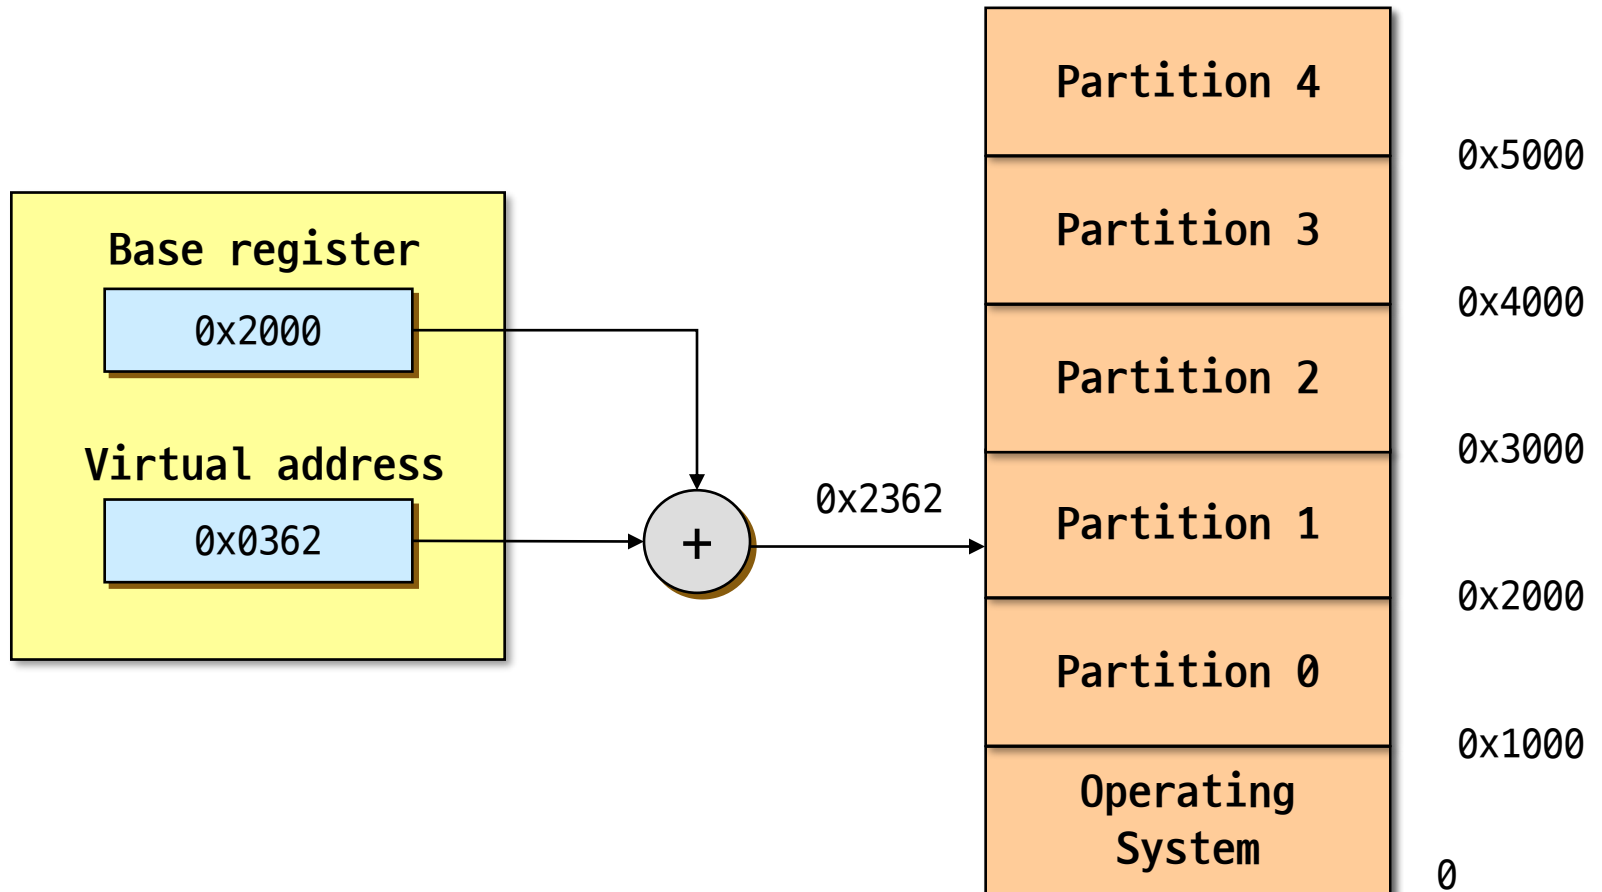 Base register
0x2000
Virtual address
0x0362
+
0x2362
Partition 4
0x5000
Partition 3
0x4000
Partition 2
0x3000
Partition 1
0x2000
Partition 0
0x1000
Operating
System
0